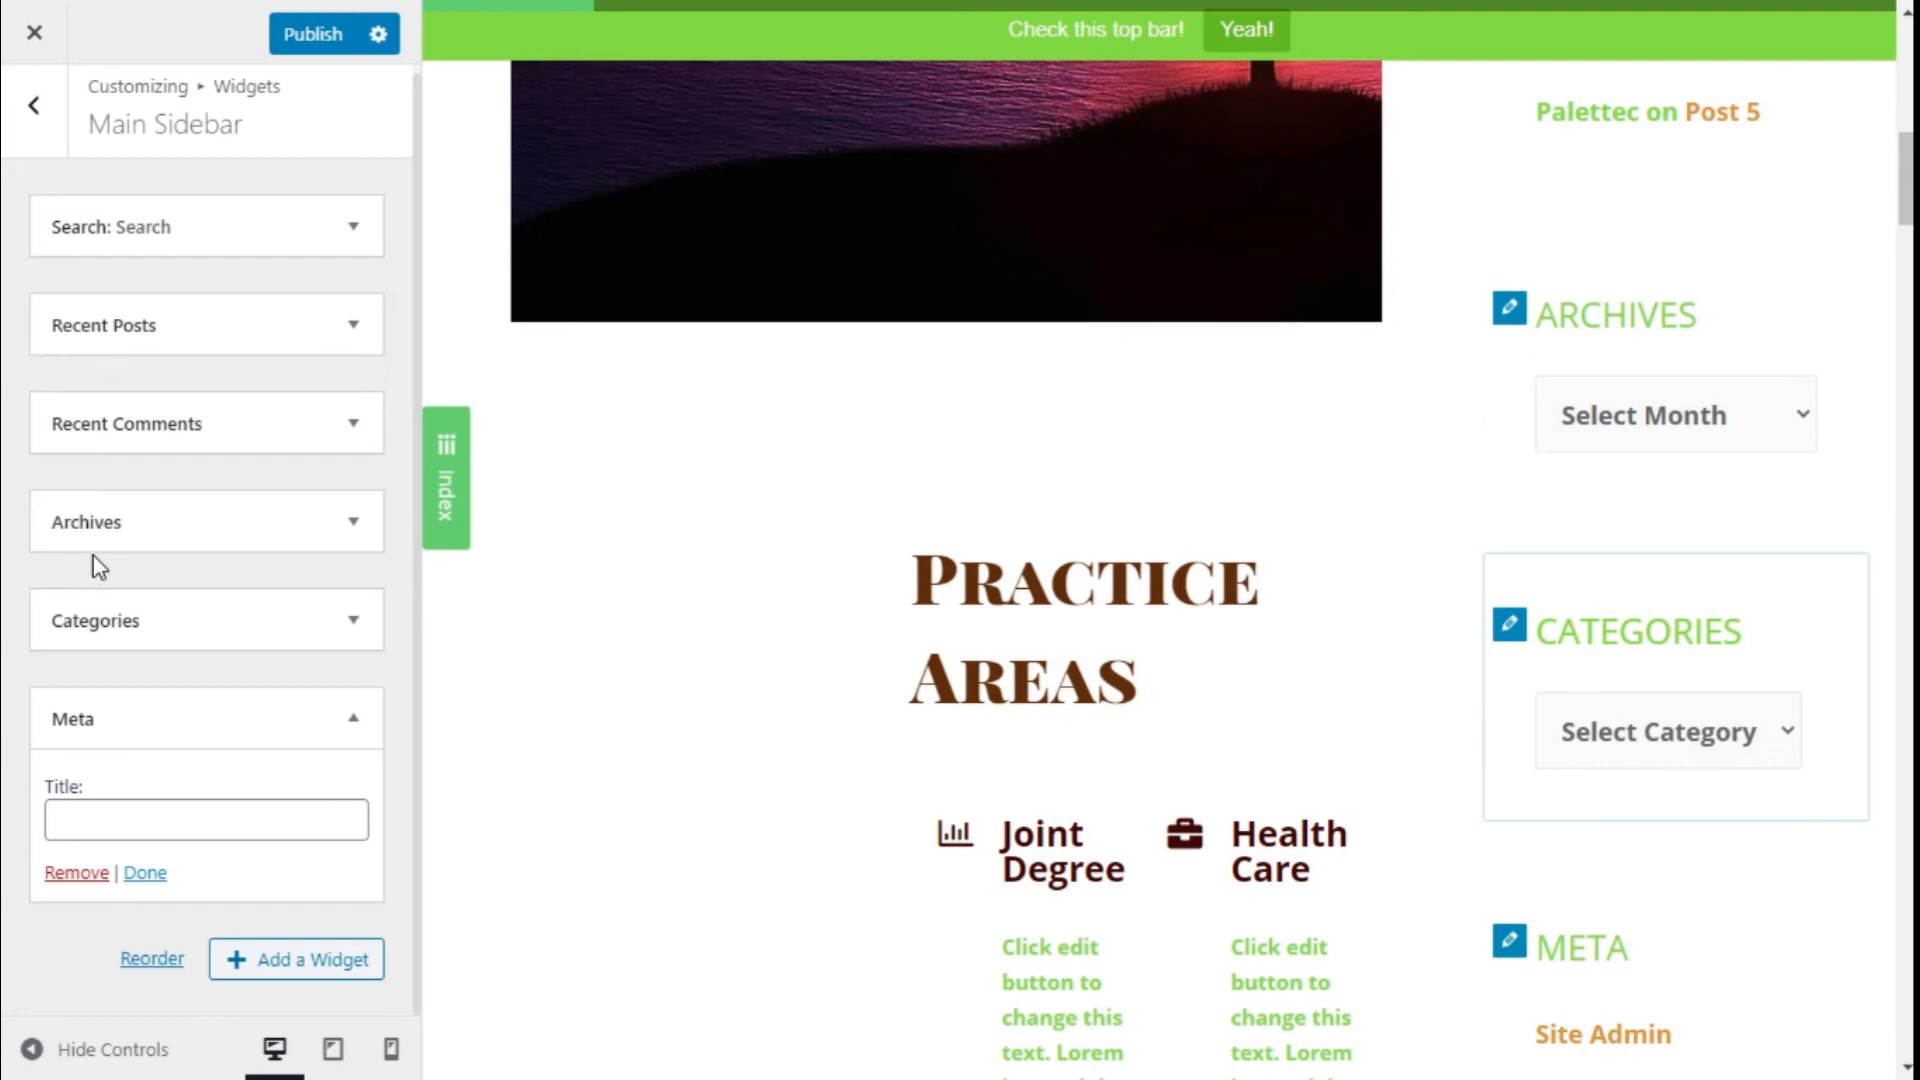 Publish
Customizing ▸ Widgets
Main Sidebar
Search: Search
Recent Posts
Recent Comments
Archives
Categories
Meta
Title:
Remove | Done
Reorder
+ Add a Widget
Hide Controls
Check this top bar!
Yeah!
Index
PRACTICE
AREAS
Joint
Degree
Click edit
button to
change this
text. Lorem
Health
Care
Click edit
button to
change this
text. Lorem
Palettec on Post 5
ARCHIVES
Select Month
CATEGORIES
Select Category
META
Site Admin